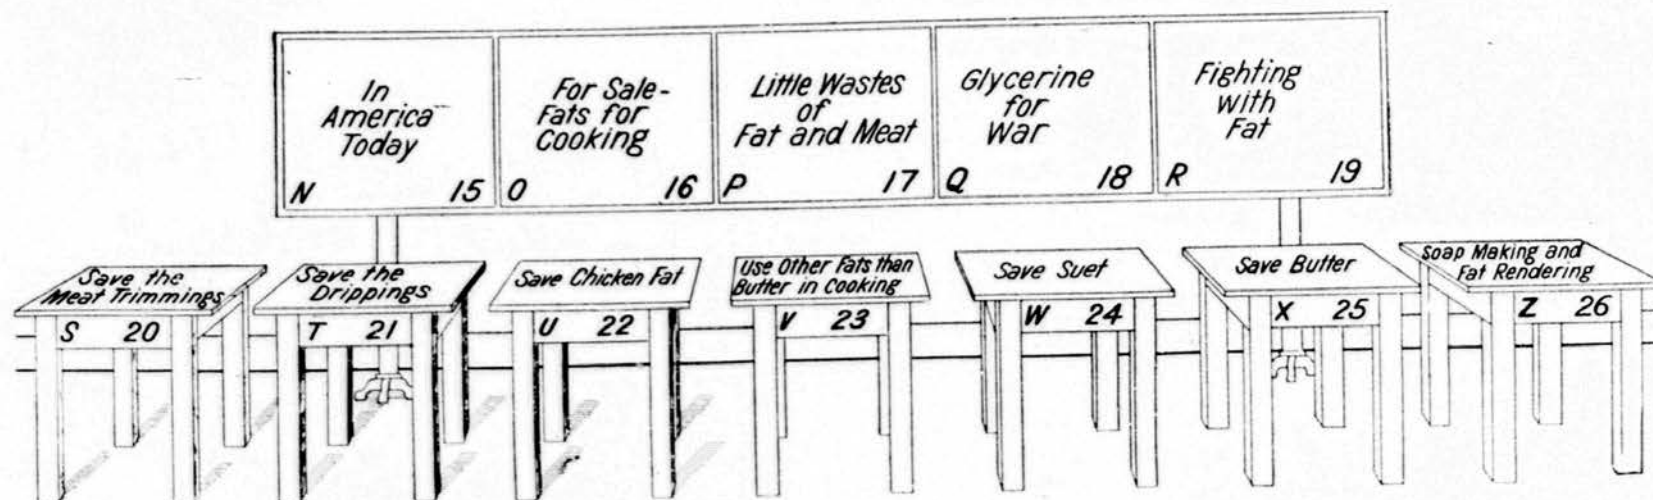 In
America
Today
N 15
For Sale-
Fats for
Cooking
O 16
Little Wastes
of
Fat and Meat
P 17
Glycerine
for
War
Q 18
Fighting
with
Fat
R 19
Save the
Meat Trimmings
S 20
Save the
Drippings
T 21
Save Chicken Fat
U 22
Use Other Fats than
Butter in Cooking
V 23
Save Suet
W 24
Save Butter
X 25
Soap Making and
Fat Rendering
Z 26